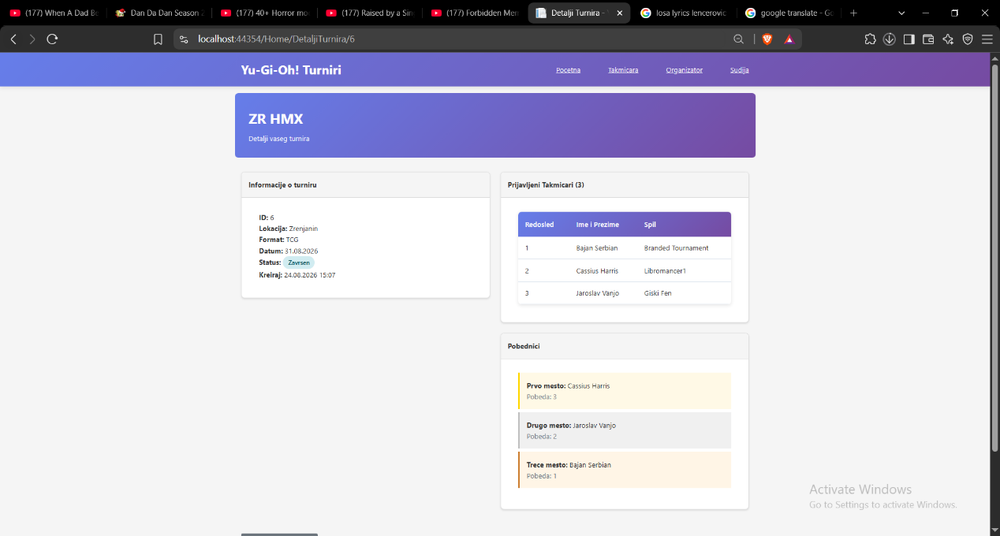 (177) When A Dad Be
Dan Da Dan Season 2
(177) 40+ Horror mo
(177) Raised by a Sin
(177) Forbidden Mem
Detalji Turnira -
losa lyrics lencerovic
google translate - Go
localhost:44354/Home/DetaljiTurnira/6
Yu-Gi-Oh! Turniri
Pocetna
Takmicara
Organizator
Sudija
ZR HMX
Detalji vaseg turnira
Informacije o turniru
ID: 6
Lokacija: Zrenjanin
Format: TCG
Datum: 31.08.2026
Status: Zavrsen
Kreiraj: 24.08.2026 15:07
Prijavljeni Takmicari (3)
Redosled Ime i Prezime Spil
1 Bajan Serbian Branded Tournament
2 Cassius Harris Libromancer1
3 Jaroslav Vanjo Giski Fen
Pobednici
Prvo mesto: Cassius Harris
Pobeda: 3
Drugo mesto: Jaroslav Vanjo
Pobeda: 2
Trece mesto: Bajan Serbian
Pobeda: 1
Activate Windows
Go to Settings to activate Windows.